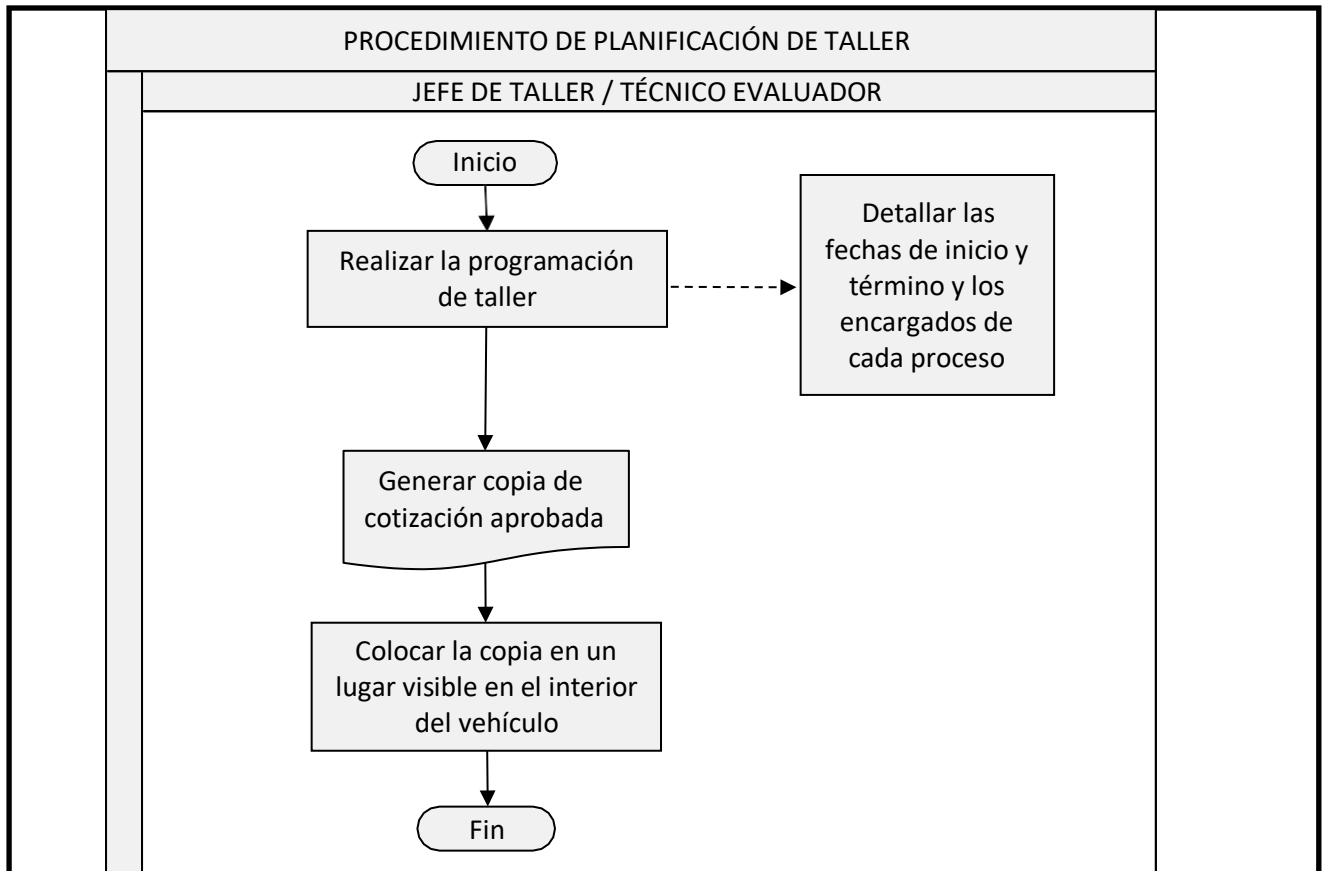 PROCEDIMIENTO DE PLANIFICACIÓN DE TALLER
JEFE DE TALLER / TÉCNICO EVALUADOR
Inicio
Realizar la programación
de taller
Detallar las
fechas de inicio y
término y los
encargados de
cada proceso
Generar copia de
cotización aprobada
Colocar la copia en un
lugar visible en el interior
del vehículo
Fin